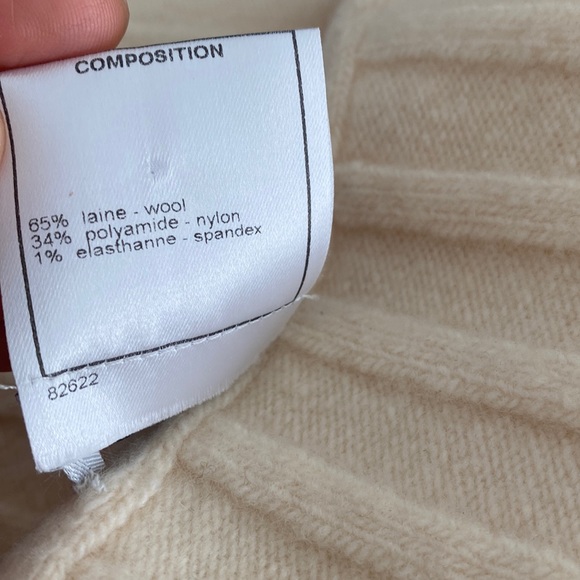 COMPOSITION
65% laine - wool
34% polyamide - nylon
1% elasthanne - spandex
82622